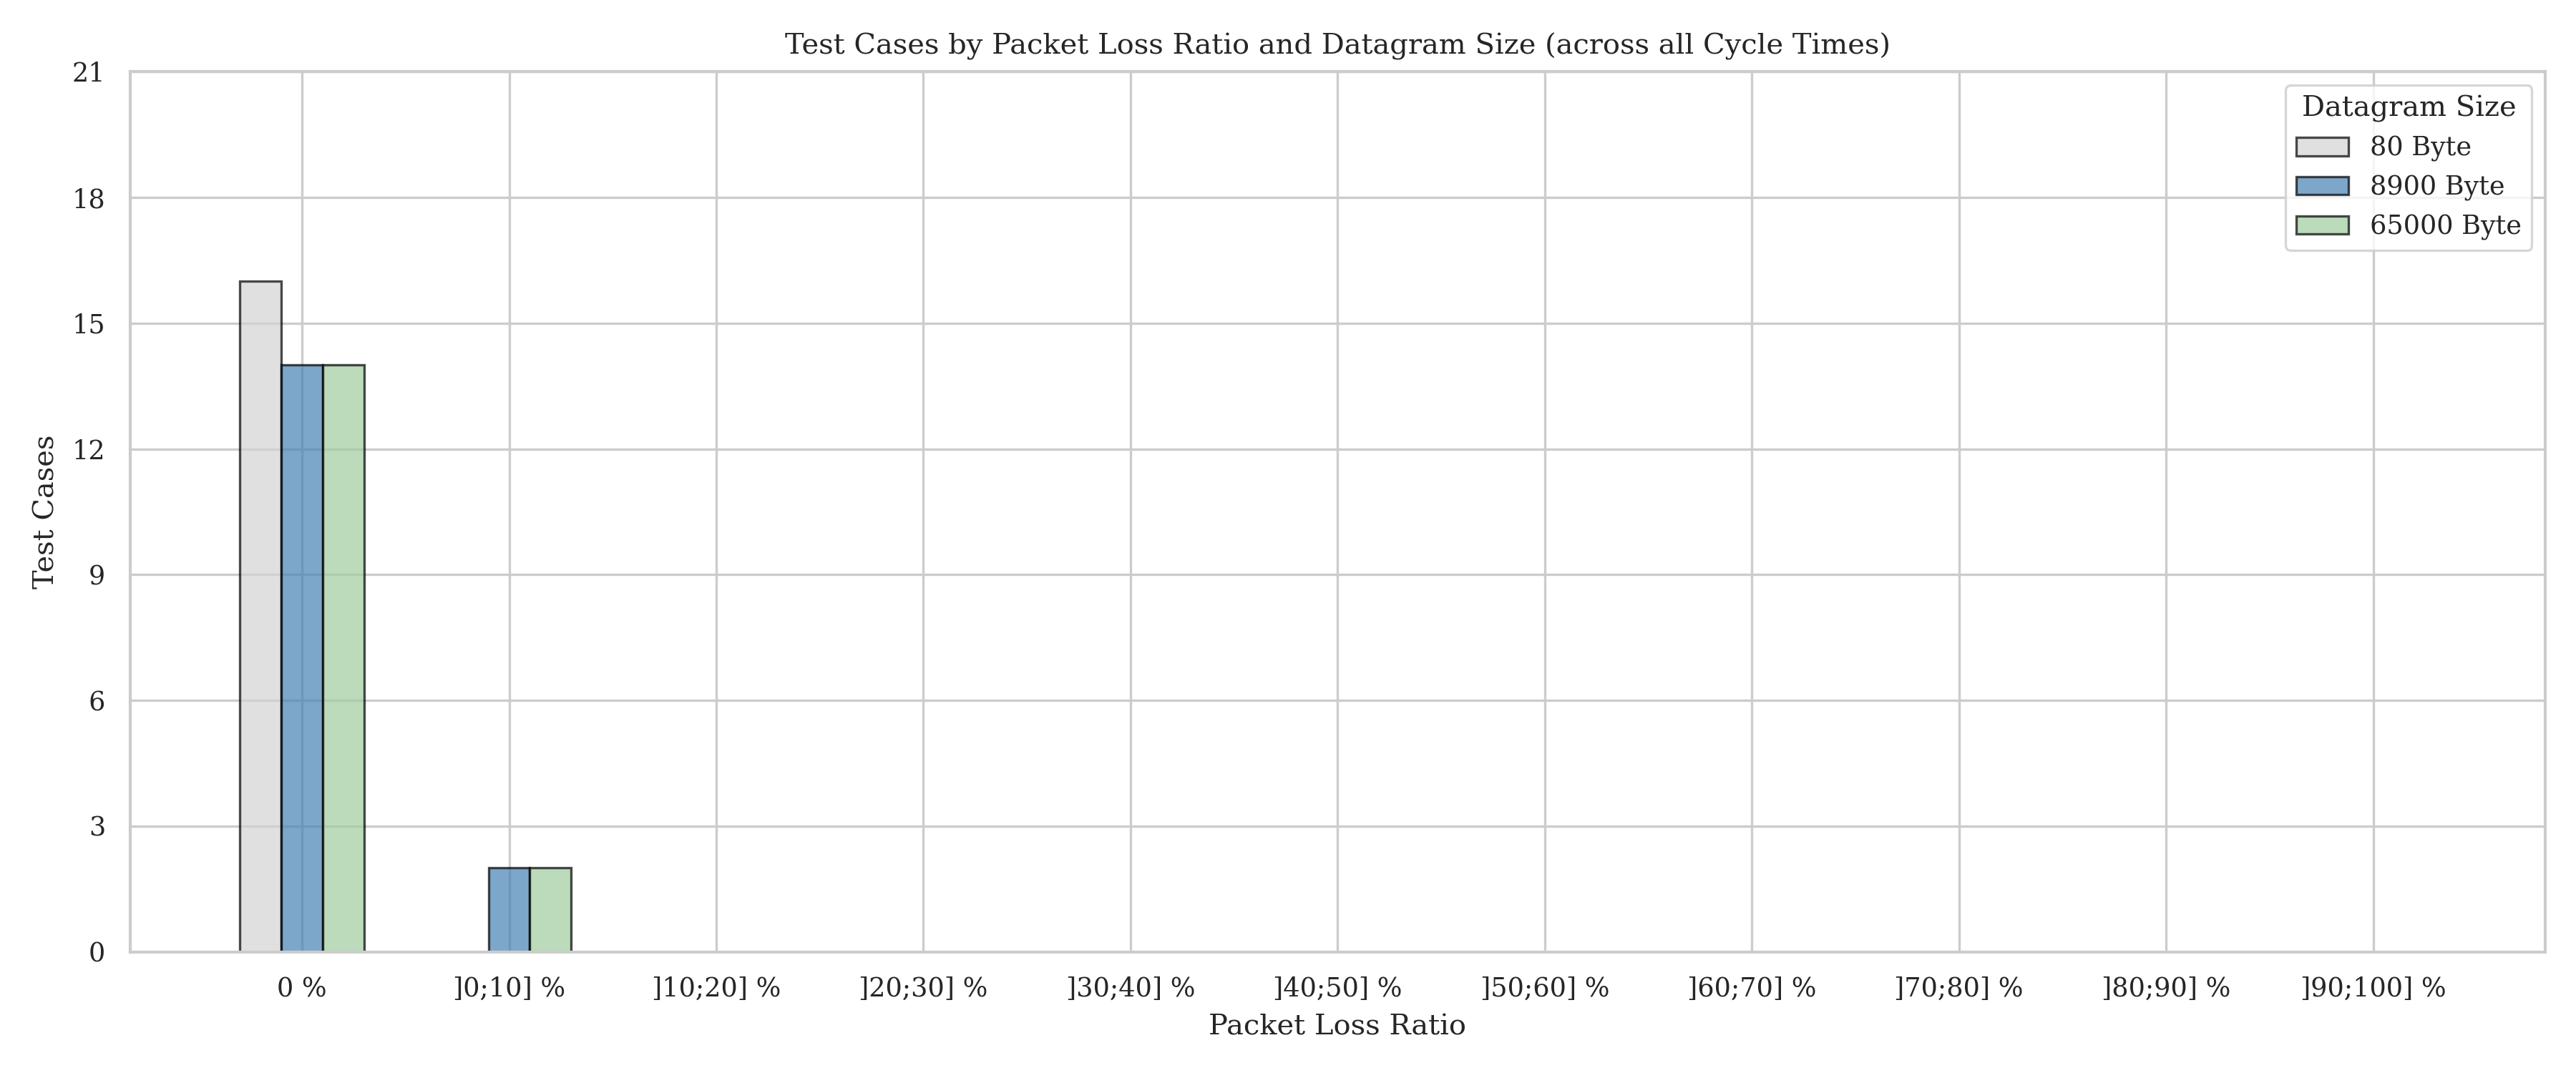 Test Cases by Packet Loss Ratio and Datagram Size (across all Cycle Times)
Datagram Size
80 Byte
8900 Byte
65000 Byte
Test Cases
21
18
15
12
9
6
3
0
0 %
]0;10] %
]10;20] %
]20;30] %
]30;40] %
]40;50] %
]50;60] %
]60;70] %
]70;80] %
]80;90] %
]90;100] %
Packet Loss Ratio